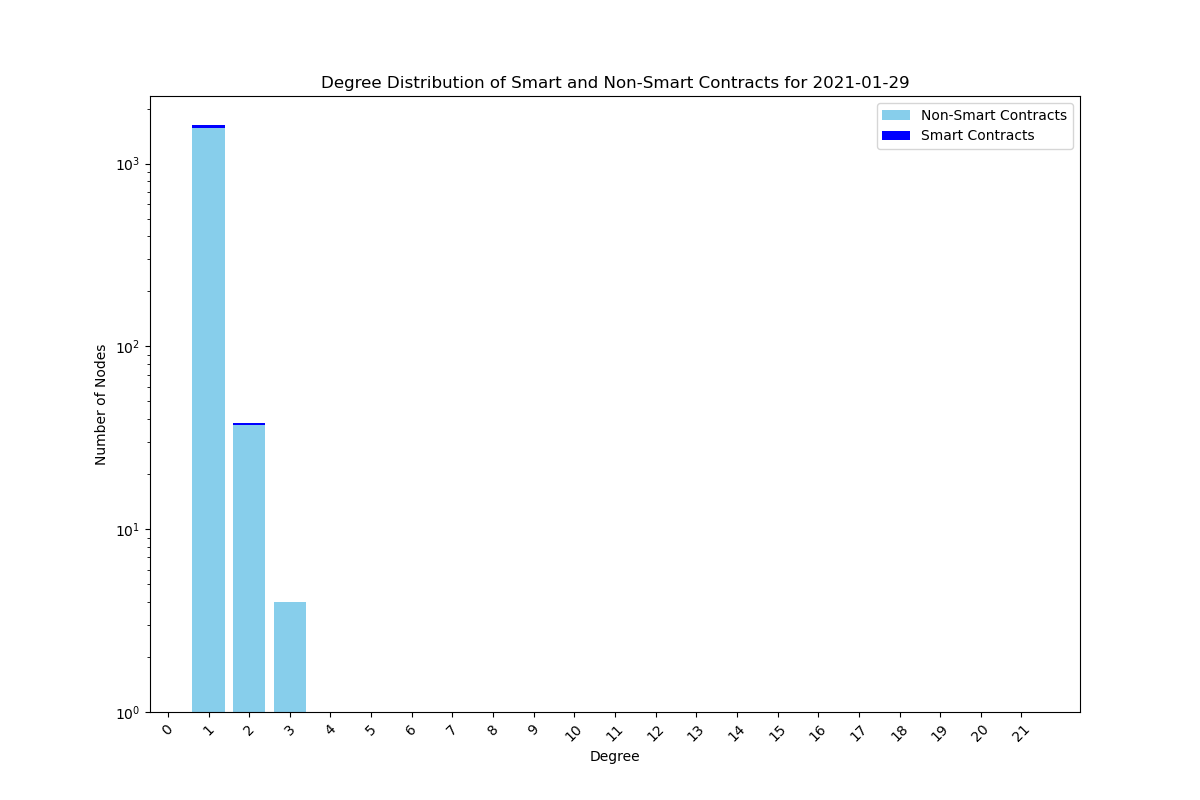 Degree Distribution of Smart and Non-Smart Contracts for 2021-01-29
Non-Smart Contracts
Smart Contracts
Number of Nodes
10³
10²
10¹
10⁰
0 1 2 3 4 5 6 7 8 9 10 11 12 13 14 15 16 17 18 19 20 21
Degree